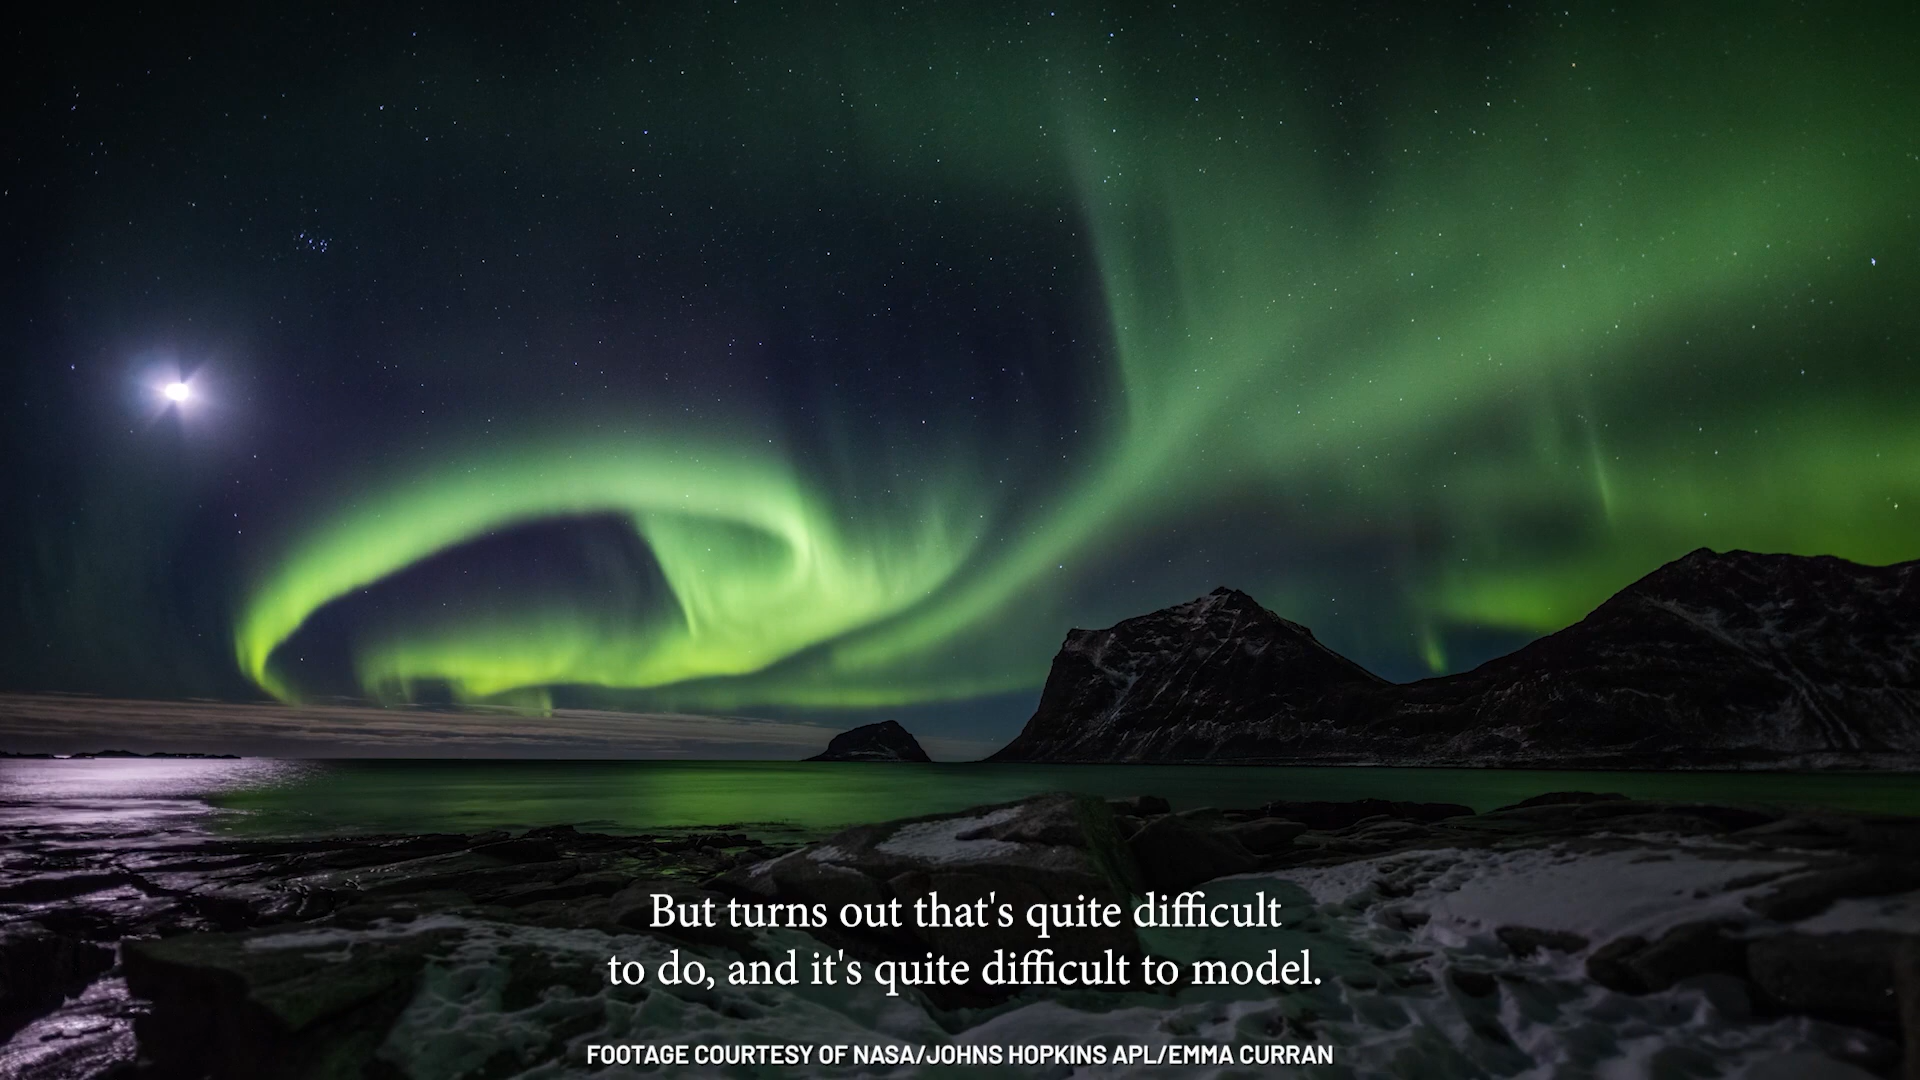 But turns out that's quite difficult
to do, and it's quite difficult to model.
FOOTAGE COURTESY OF NASA/JOHNS HOPKINS APL/EMMA CURRAN